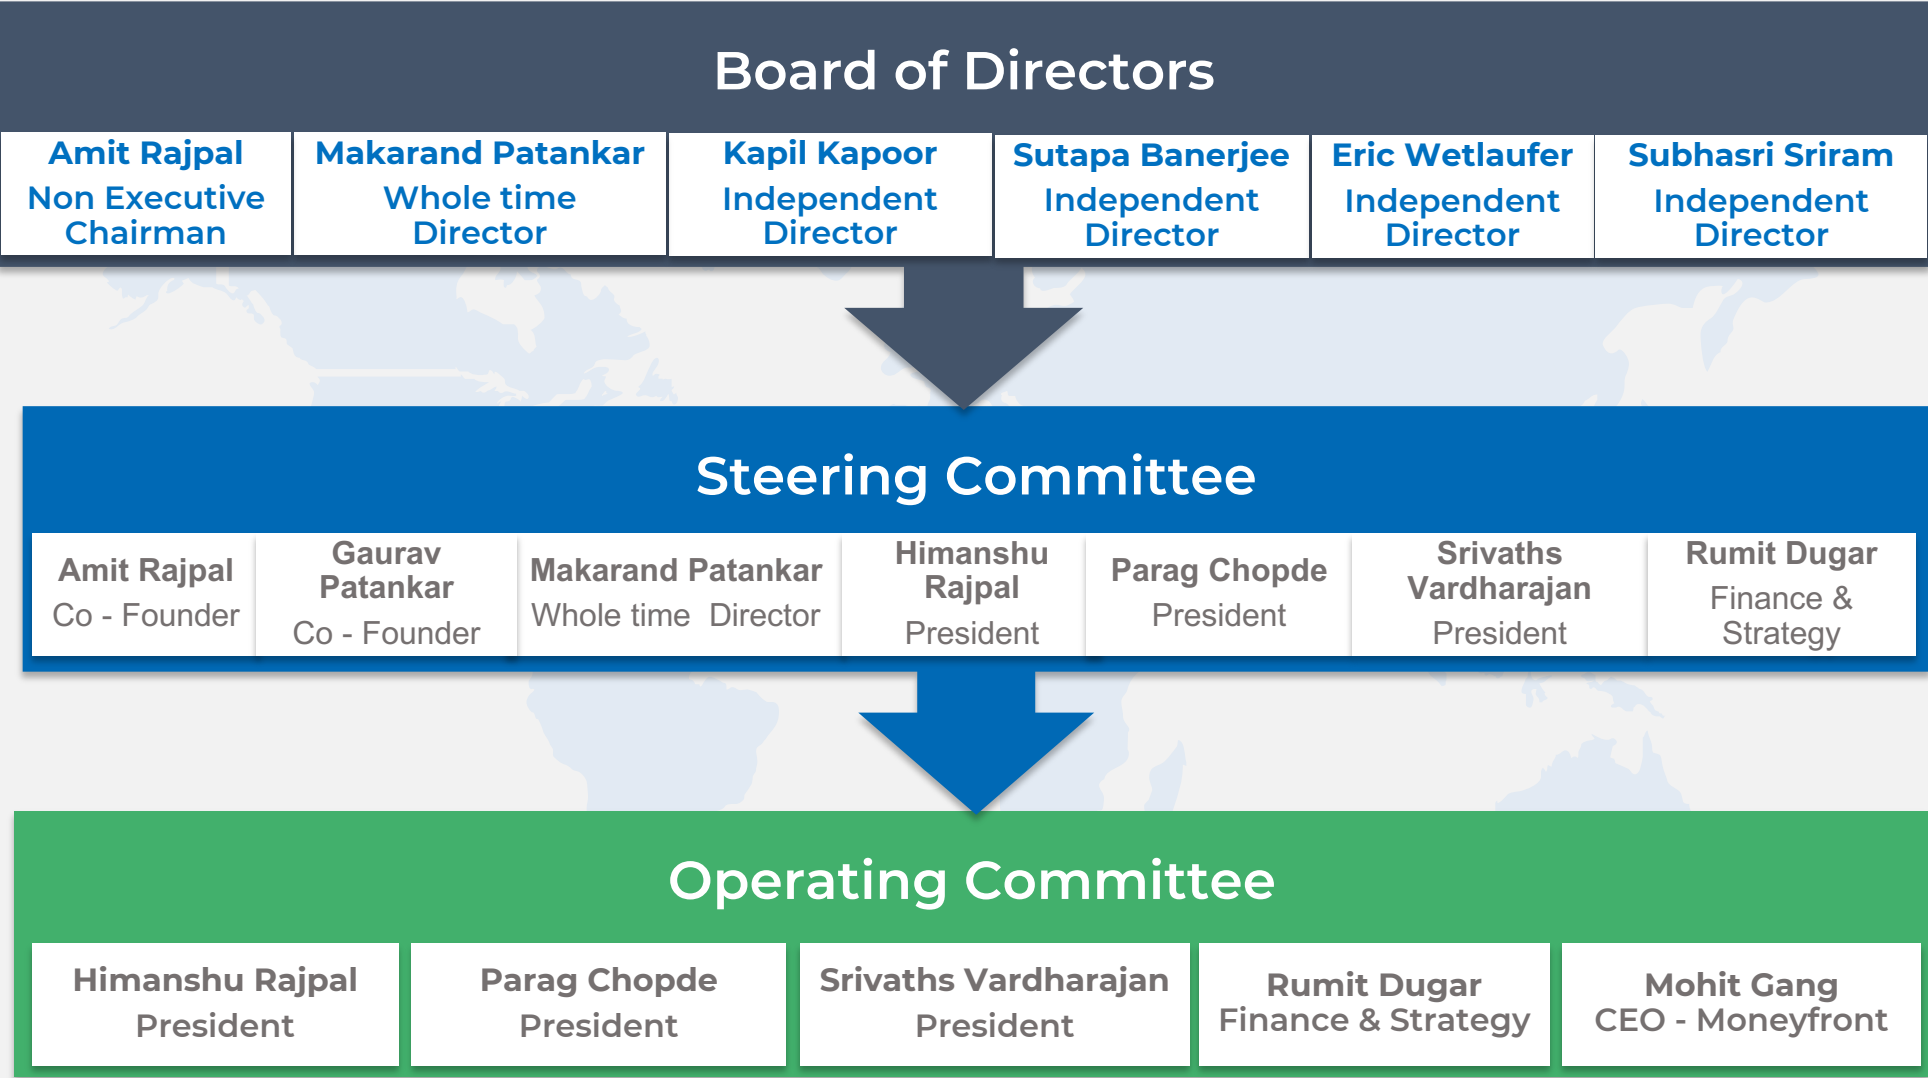 Board of Directors
Amit Rajpal
Non Executive
Chairman
Makarand Patankar
Whole time
Director
Kapil Kapoor
Independent
Director
Sutapa Banerjee
Independent
Director
Eric Wetlaufer
Independent
Director
Subhasri Sriram
Independent
Director
Steering Committee
Amit Rajpal
Co - Founder
Gaurav
Patankar
Co - Founder
Makarand Patankar
Whole time  Director
Himanshu
Rajpal
President
Parag Chopde
President
Srivaths
Vardharajan
President
Rumit Dugar
Finance &
Strategy
Operating Committee
Himanshu Rajpal
President
Parag Chopde
President
Srivaths Vardharajan
President
Rumit Dugar
Finance & Strategy
Mohit Gang
CEO - Moneyfront